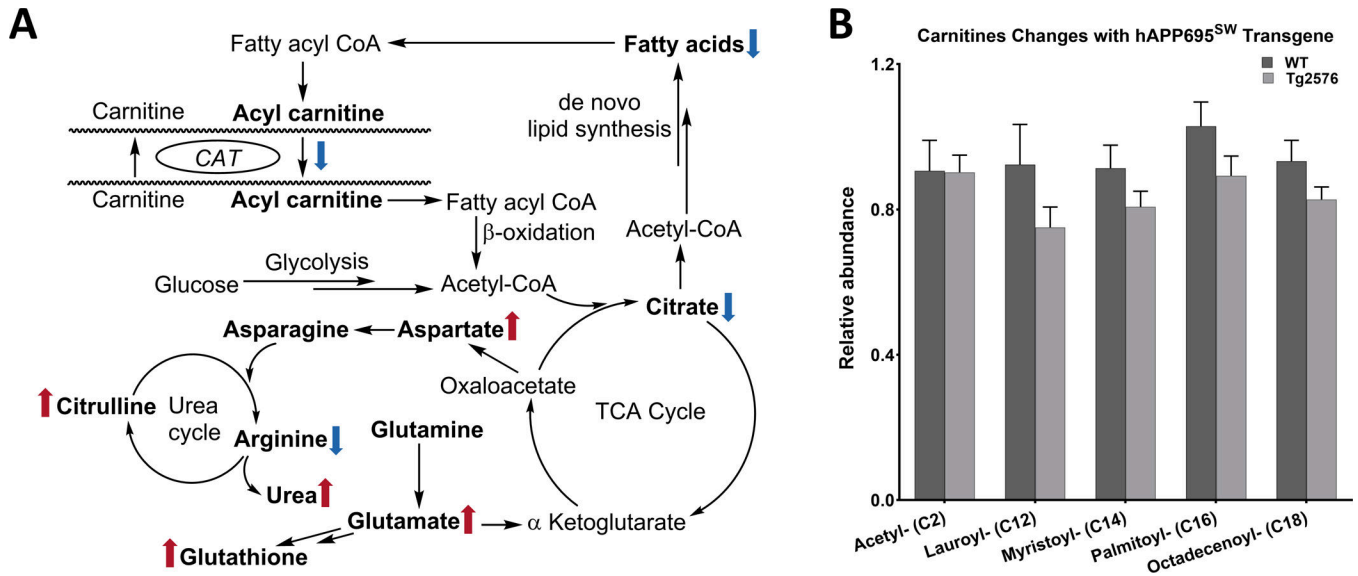 A
Fatty acyl CoA
Fatty acids
Carnitine
Acyl carnitine
de novo
lipid synthesis
CAT
Carnitine
Acyl carnitine
Fatty acyl CoA
β-oxidation
Acetyl-CoA
Glycolysis
Glucose
Acetyl-CoA
Citrate
Asparagine
Aspartate
Oxaloacetate
TCA Cycle
Citrulline
Urea
cycle
Arginine
Glutamine
Urea
Glutamate
α Ketoglutarate
Glutathione
B
Carnitines Changes with hAPP695SW Transgene
WT
Tg2576
Relative abundance
1.2
0.8
0.4
0.0
Acetyl- (C2)
Lauroyl- (C12)
Myristoyl- (C14)
Palmitoyl- (C16)
Octadecenoyl- (C18)